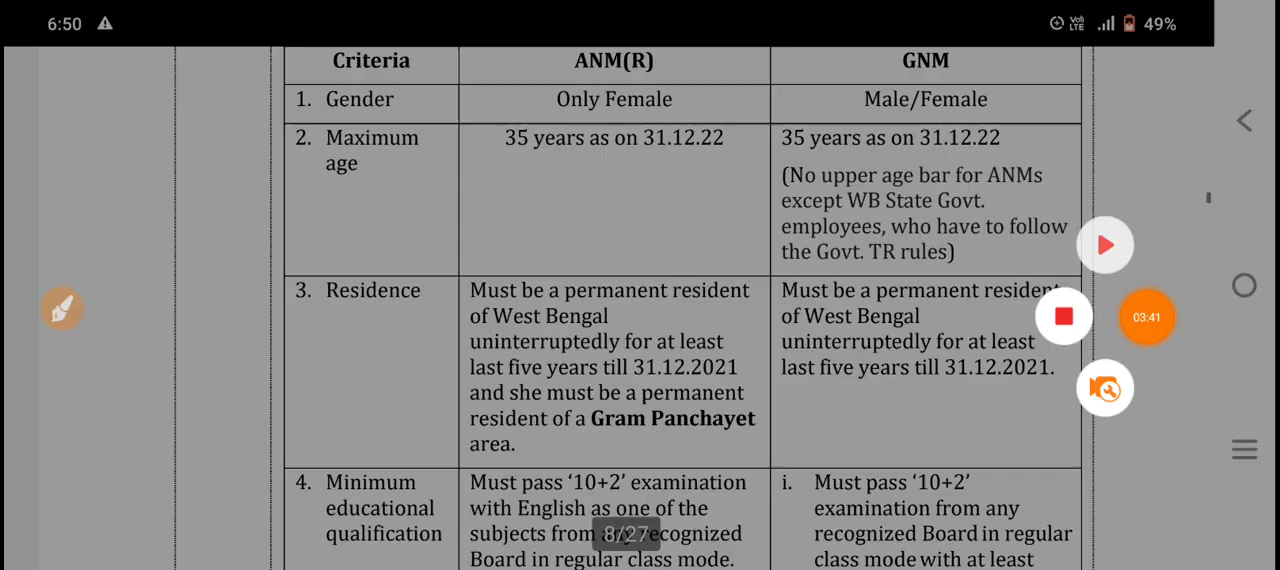 6:50
Vo) LTE 49%
Criteria ANM(R) GNM
1. Gender Only Female Male/Female
2. Maximum age
35 years as on 31.12.22
35 years as on 31.12.22
(No upper age bar for ANMs
except WB State Govt.
employees, who have to follow
the Govt. TR rules)
3. Residence
Must be a permanent resident
of West Bengal
uninterruptedly for at least
last five years till 31.12.2021
and she must be a permanent
resident of a Gram Panchayet
area.
Must be a permanent resident
of West Bengal
uninterruptedly for at least
last five years till 31.12.2021.
03:41
4. Minimum
educational
qualification
Must pass ‘10+2’ examination
with English as one of the
subjects from any recognized
Board in regular class mode.
i. Must pass ‘10+2’
examination from any
recognized Board in regular
class mode with at least
8/27